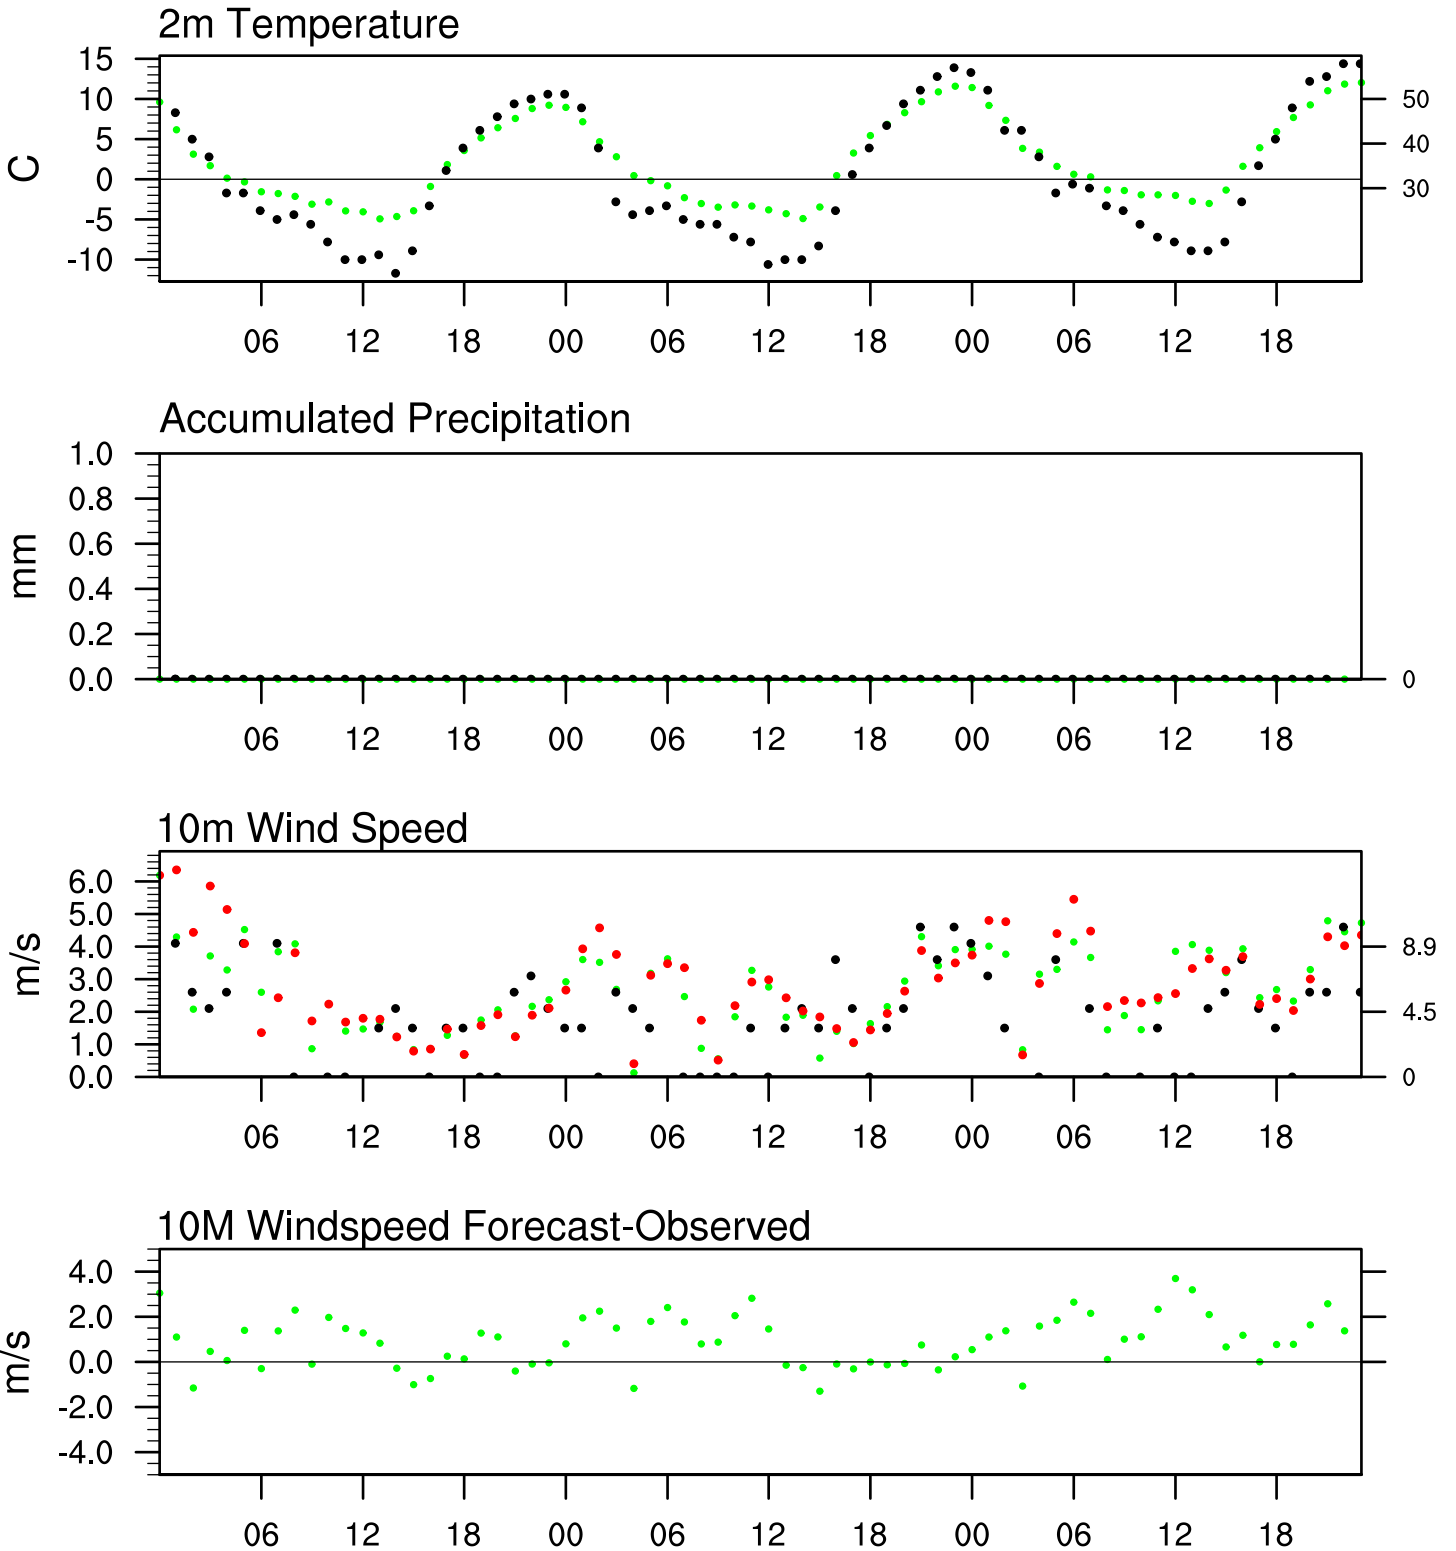 2m Temperature
15
10
5
0
-5
-10
C
50
40
30
06 12 18 00 06 12 18 00 06 12 18
Accumulated Precipitation
1.0
0.8
0.6
0.4
0.2
0.0
mm
0
06 12 18 00 06 12 18 00 06 12 18
10m Wind Speed
6.0
5.0
4.0
3.0
2.0
1.0
0.0
m/s
8.9
4.5
0
06 12 18 00 06 12 18 00 06 12 18
10M Windspeed Forecast-Observed
4.0
2.0
0.0
-2.0
-4.0
m/s
06 12 18 00 06 12 18 00 06 12 18